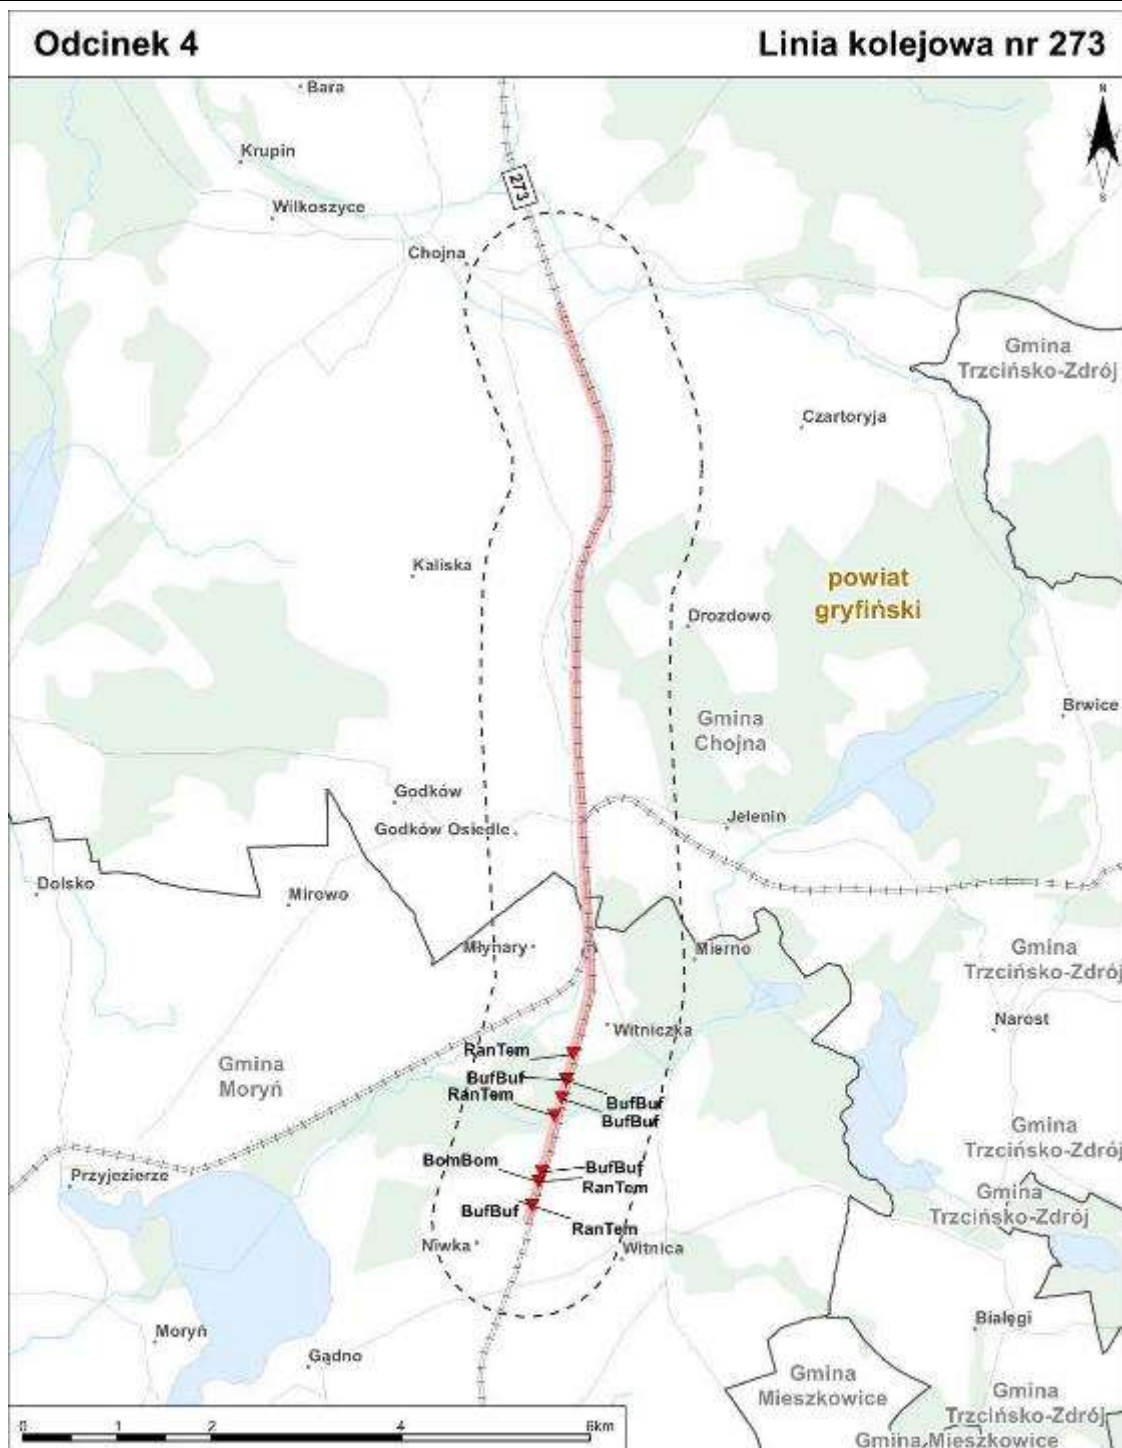 Odcinek 4
Linia kolejowa nr 273
Bara
N
Krupin
S
273
Wilkoszyce
Chojna
Gmina
Trzcińsko-Zdrój
Czartoryja
Kaliska
powiat
gryfiński
Drozdowo
Brwice
Gmina
Chojna
Godków
Jelenin
Godków Osiedle
Dolsko
Mirowo
Młynary
Mierno
Gmina
Trzcińsko-Zdrój
Narost
Witniczka
RanTem
Gmina
Moryń
BufBuf
RanTem
BufBuf
BufBuf
Gmina
Trzcińsko-Zdrój
BomBom
BufBuf
Przyjezierze
RanTem
Gmina
Trzcińsko-Zdrój
BufBuf
RanTem
Niwka
Witnica
Białęgi
Moryń
Gądno
Gmina
Mieszkowice
Gmina
Trzcińsko-Zdrój
Gmina Mieszkowice
0 1 2 4 6km